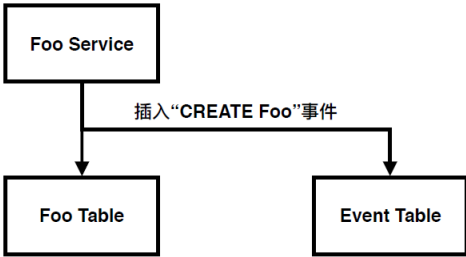 Foo Service
插入“CREATE Foo”事件
Foo Table
Event Table